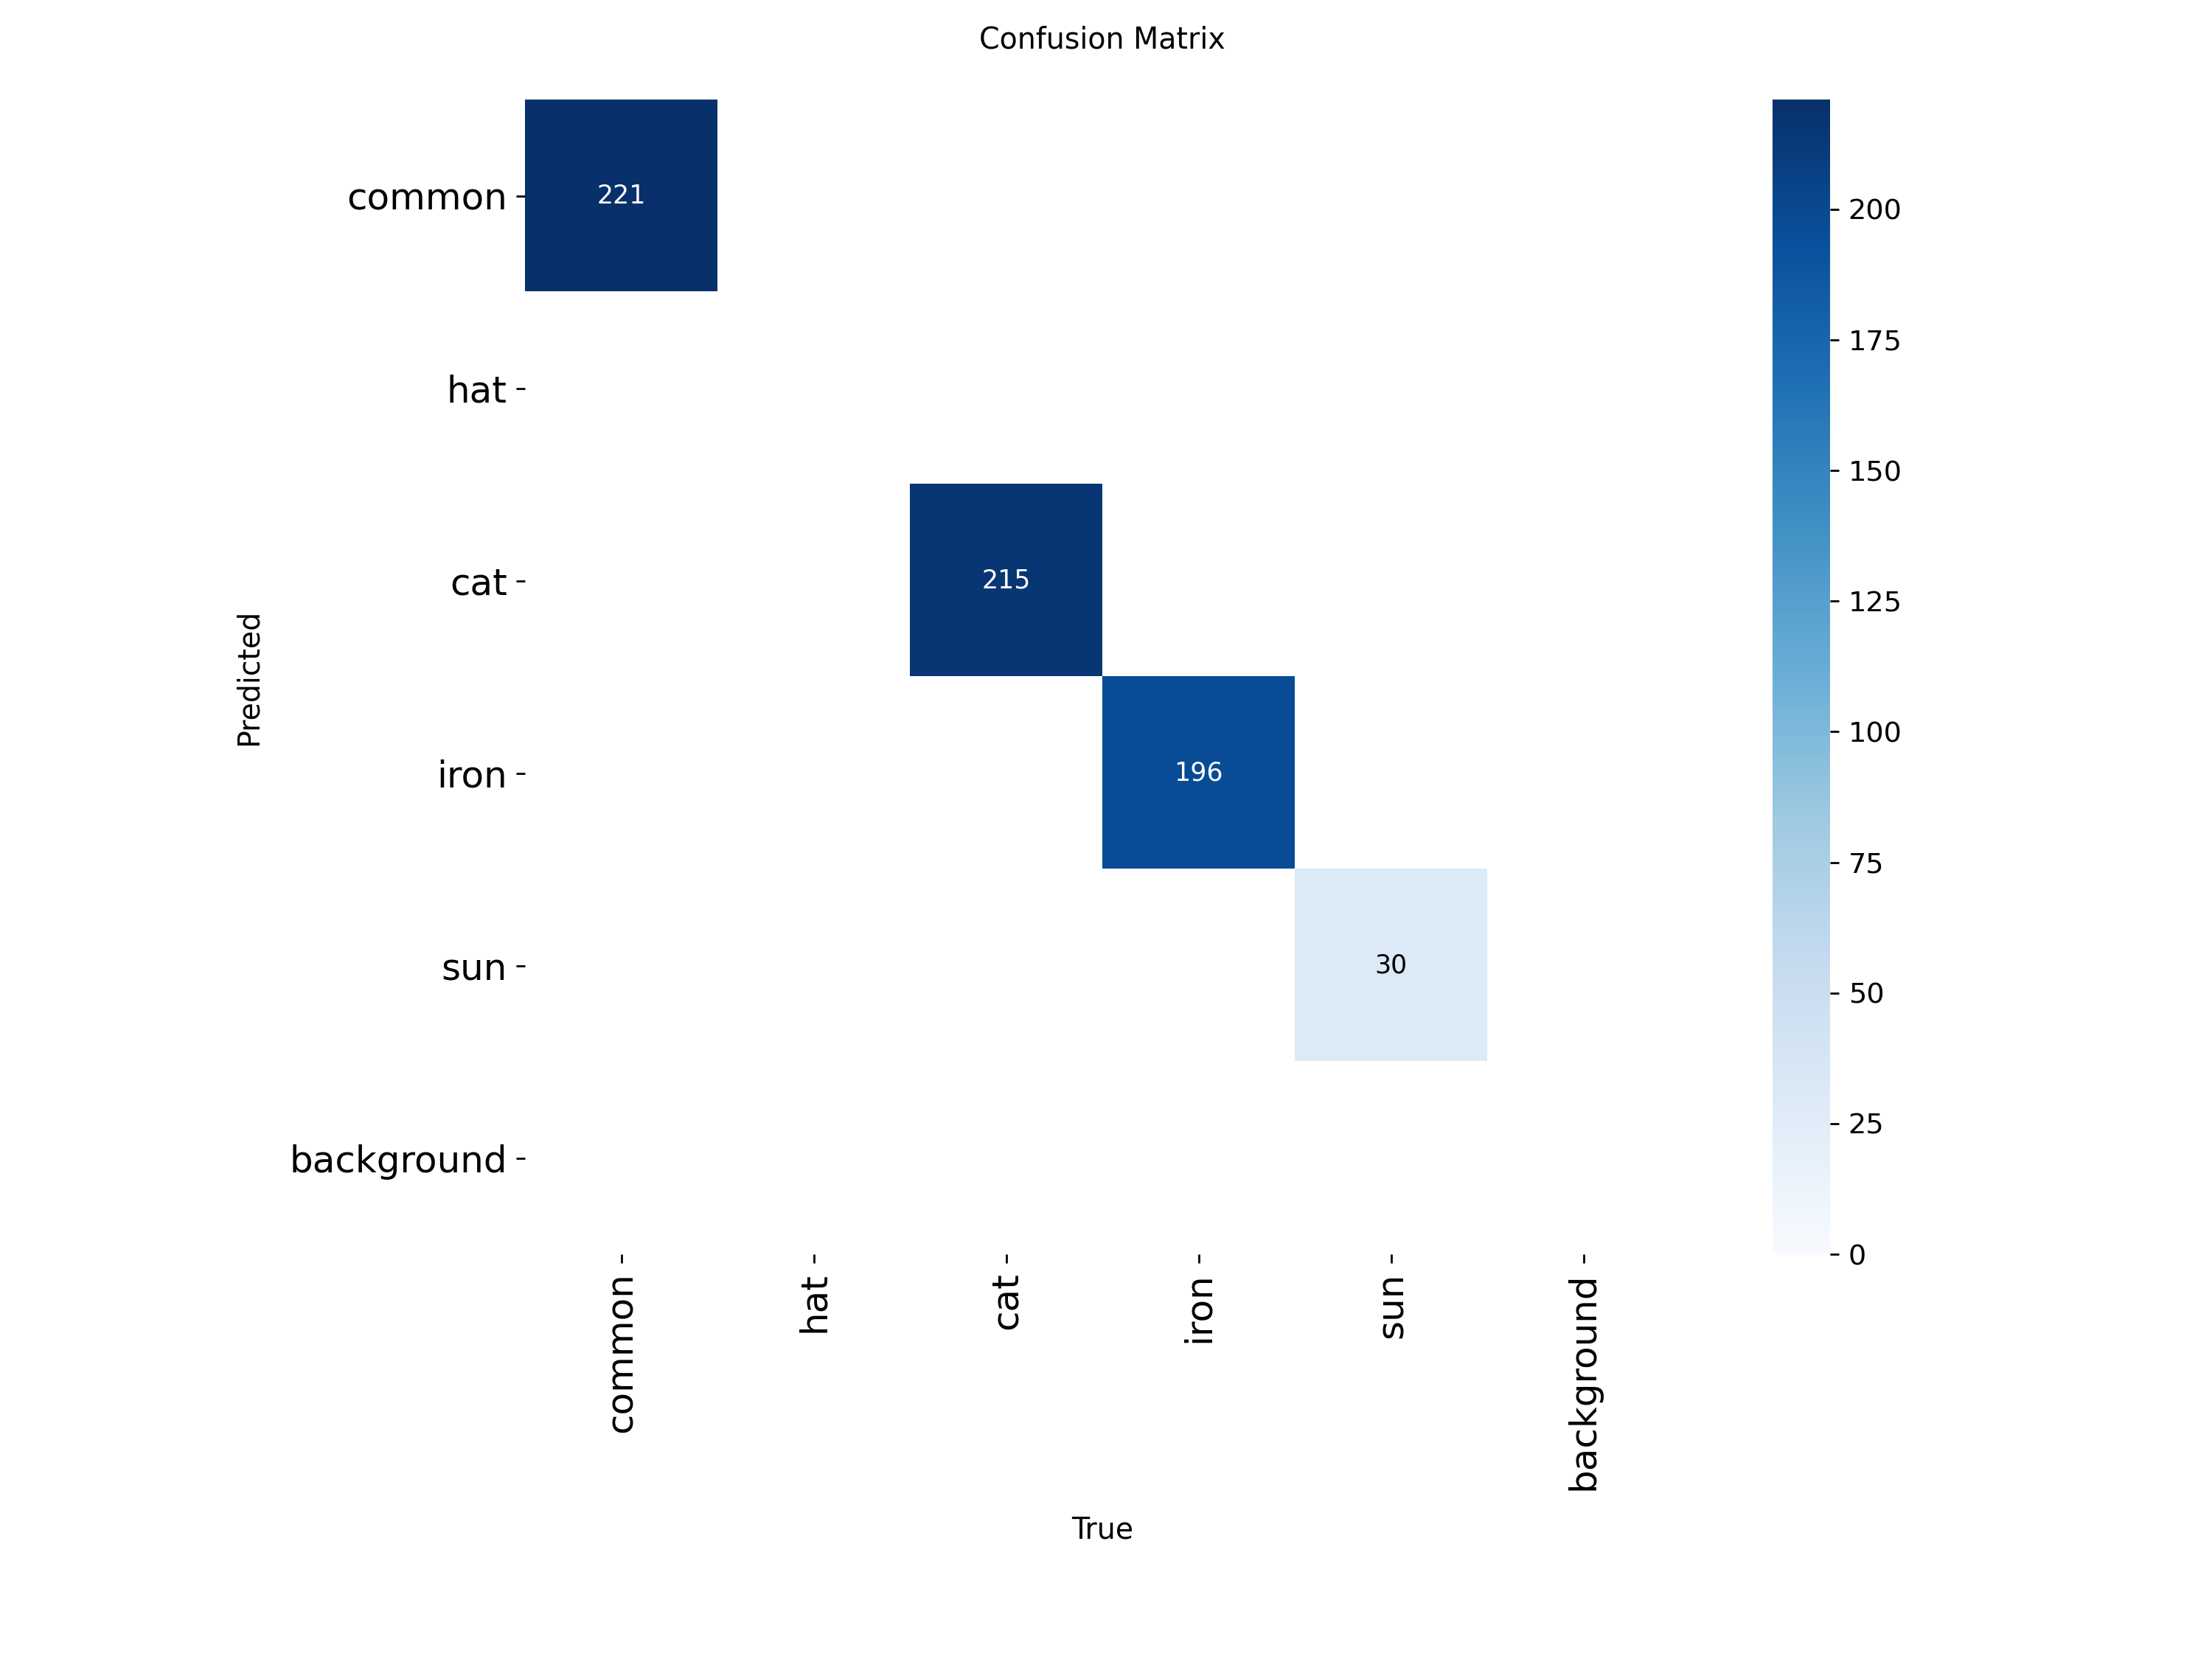 Confusion Matrix
common
221
hat
cat
215
iron
196
sun
30
background
Predicted
common
hat
cat
iron
sun
background
True
200
175
150
125
100
75
50
25
0